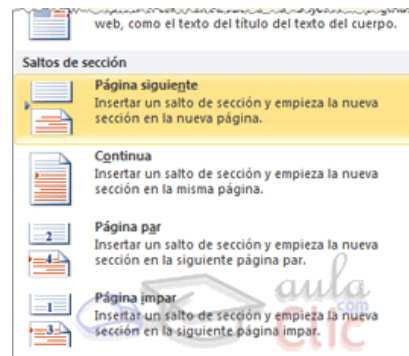 web, como el texto del título del texto del cuerpo.
Saltos de sección
Página siguiente
Insertar un salto de sección y empieza la nueva
sección en la nueva página.
Continua
Insertar un salto de sección y empieza la nueva
sección en la misma página.
2
4
Página par
Insertar un salto de sección y empieza la nueva
sección en la siguiente página par.
1
3
Página impar
Insertar un salto de sección y empieza la nueva
sección en la siguiente página impar.
aula
.com
clic